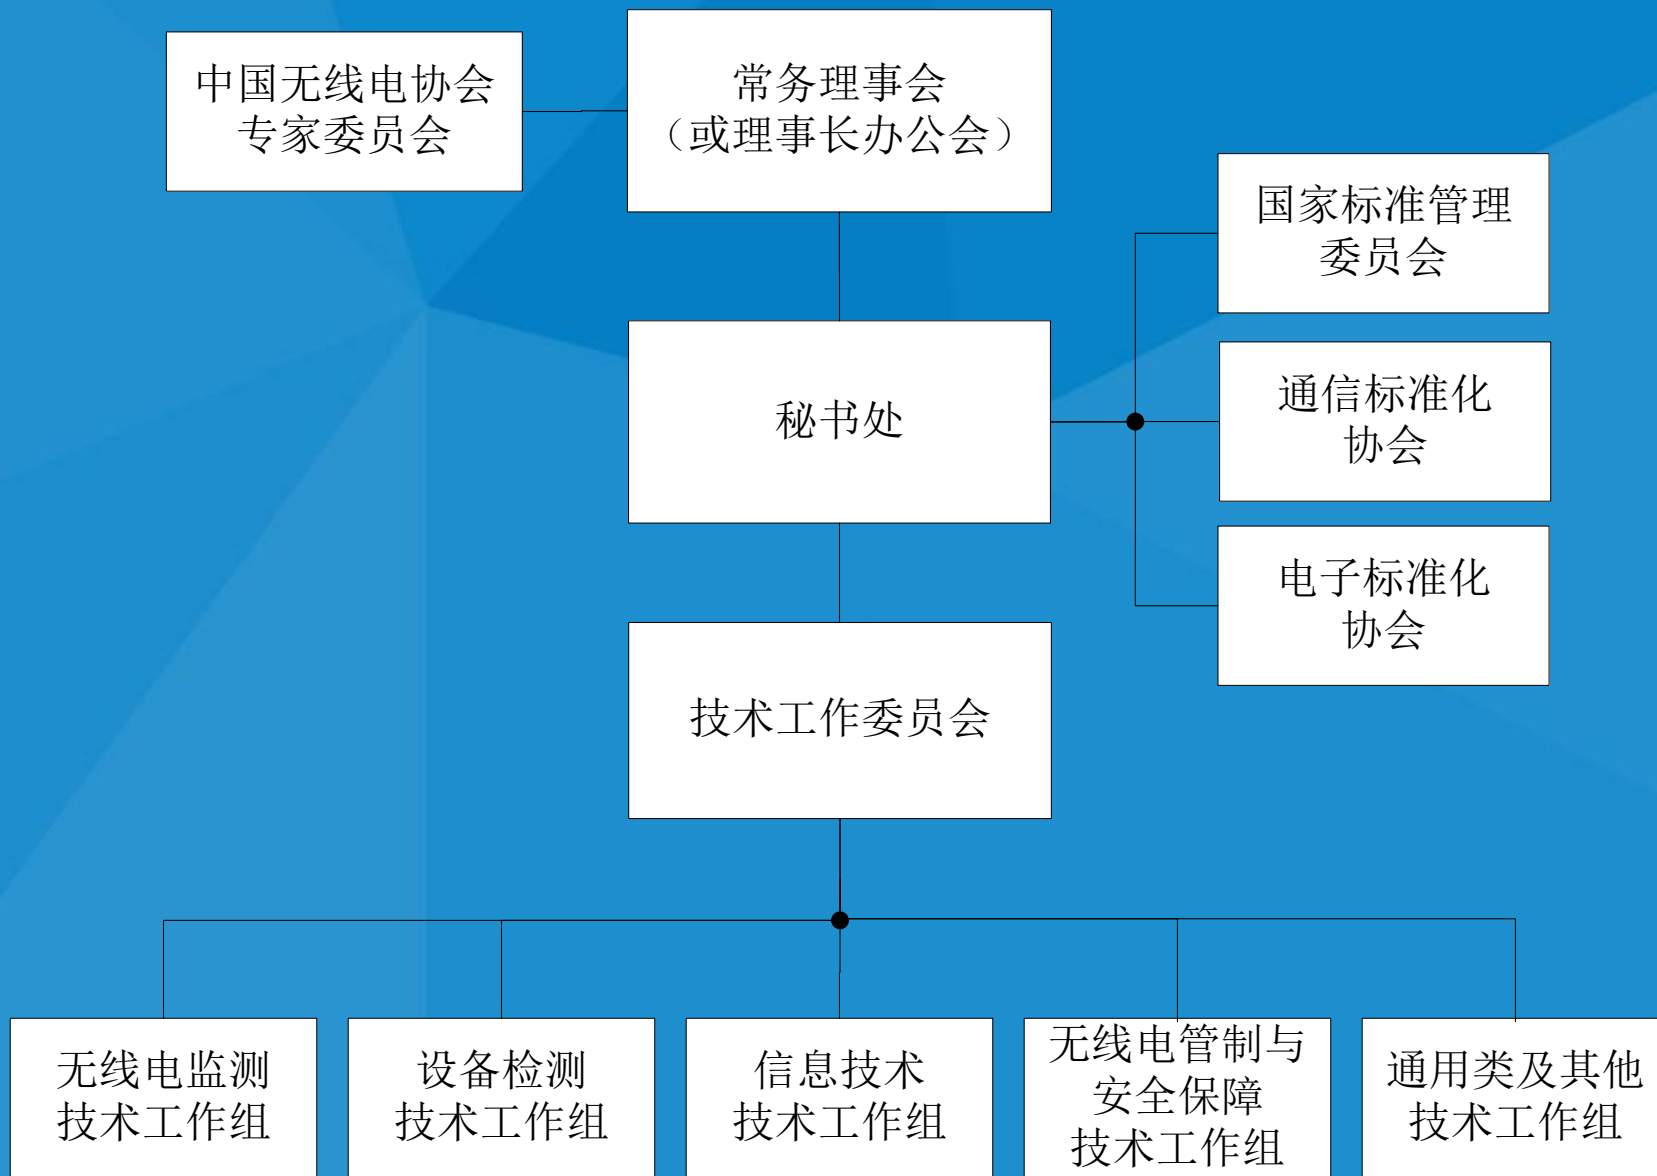 中国无线电协会
专家委员会
常务理事会
（或理事长办公会）
国家标准管理
委员会
秘书处
通信标准化
协会
电子标准化
协会
技术工作委员会
无线电监测
技术工作组
设备检测
技术工作组
信息技术
技术工作组
无线电管制与
安全保障
技术工作组
通用类及其他
技术工作组